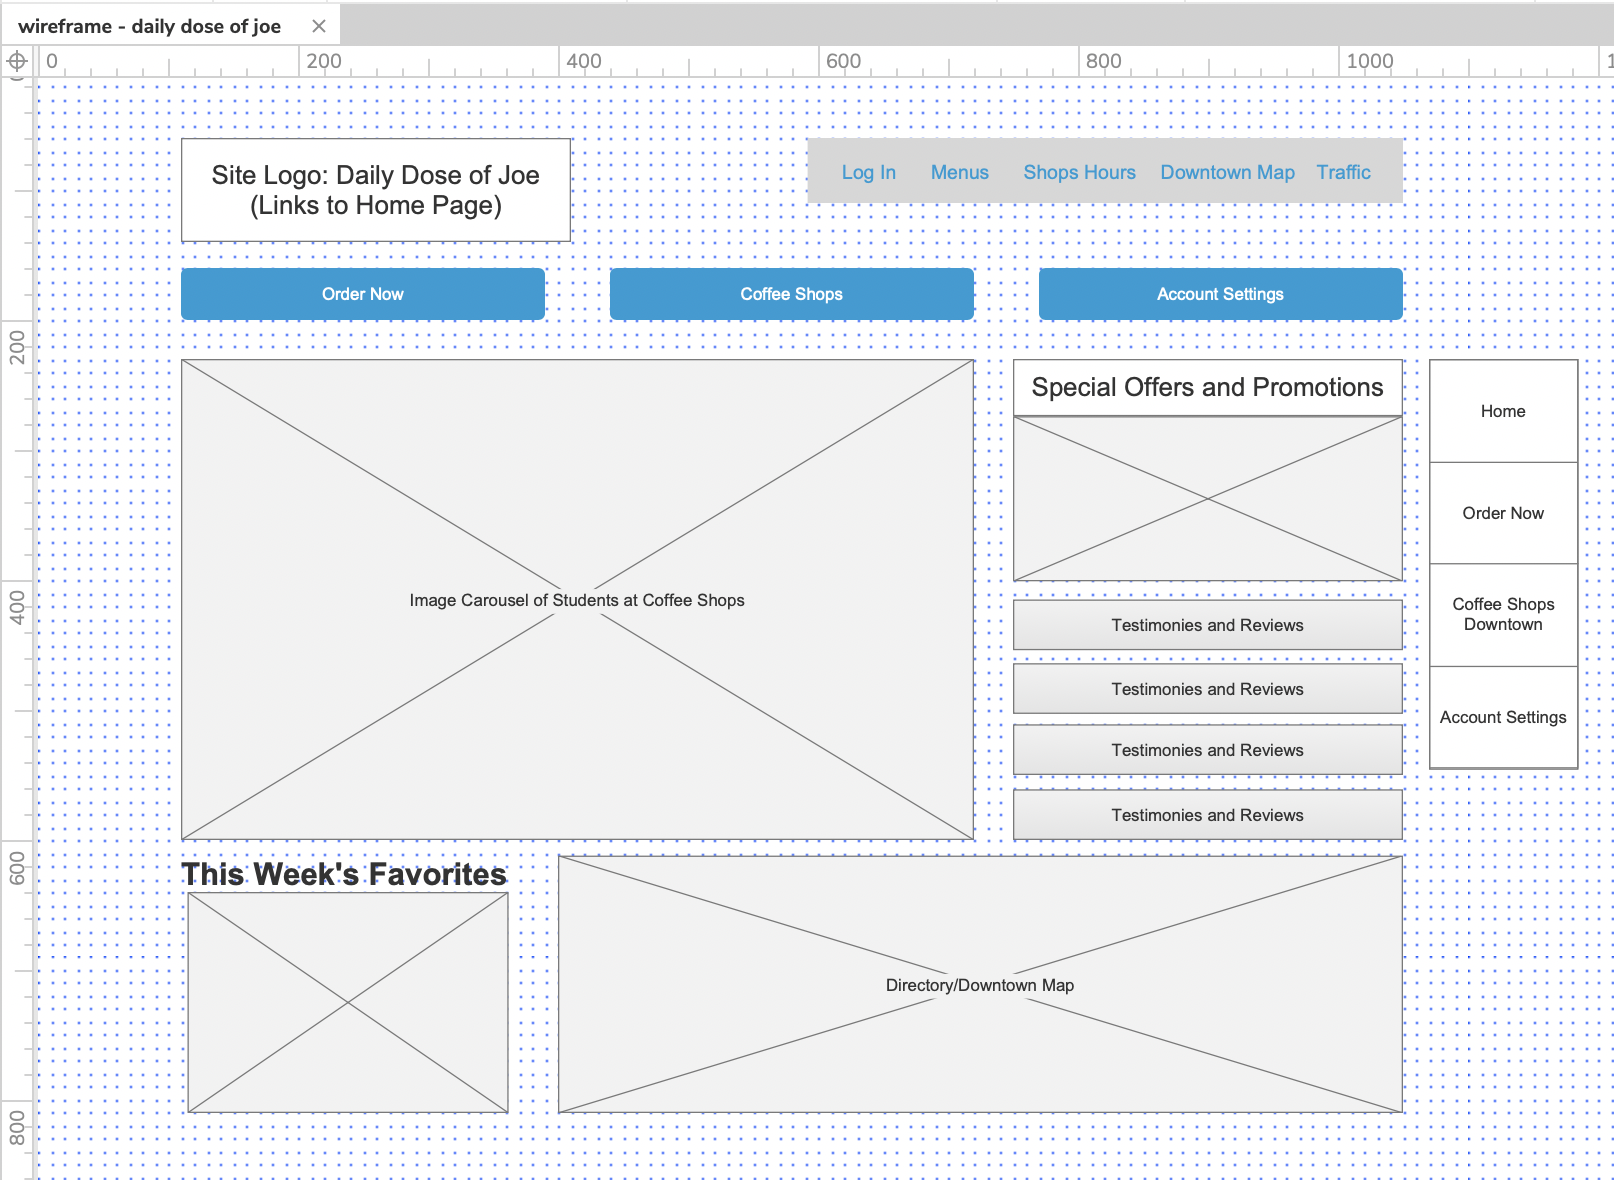 wireframe - daily dose of joe
0 200 400 600 800 1000 1
0
Site Logo: Daily Dose of Joe
(Links to Home Page)
Log In Menus Shops Hours Downtown Map Traffic
Order Now
Coffee Shops
Account Settings
200
400
600
800
Image Carousel of Students at Coffee Shops
Special Offers and Promotions
Testimonies and Reviews
Testimonies and Reviews
Testimonies and Reviews
Testimonies and Reviews
Home
Order Now
Coffee Shops
Downtown
Account Settings
This Week's Favorites
Directory/Downtown Map